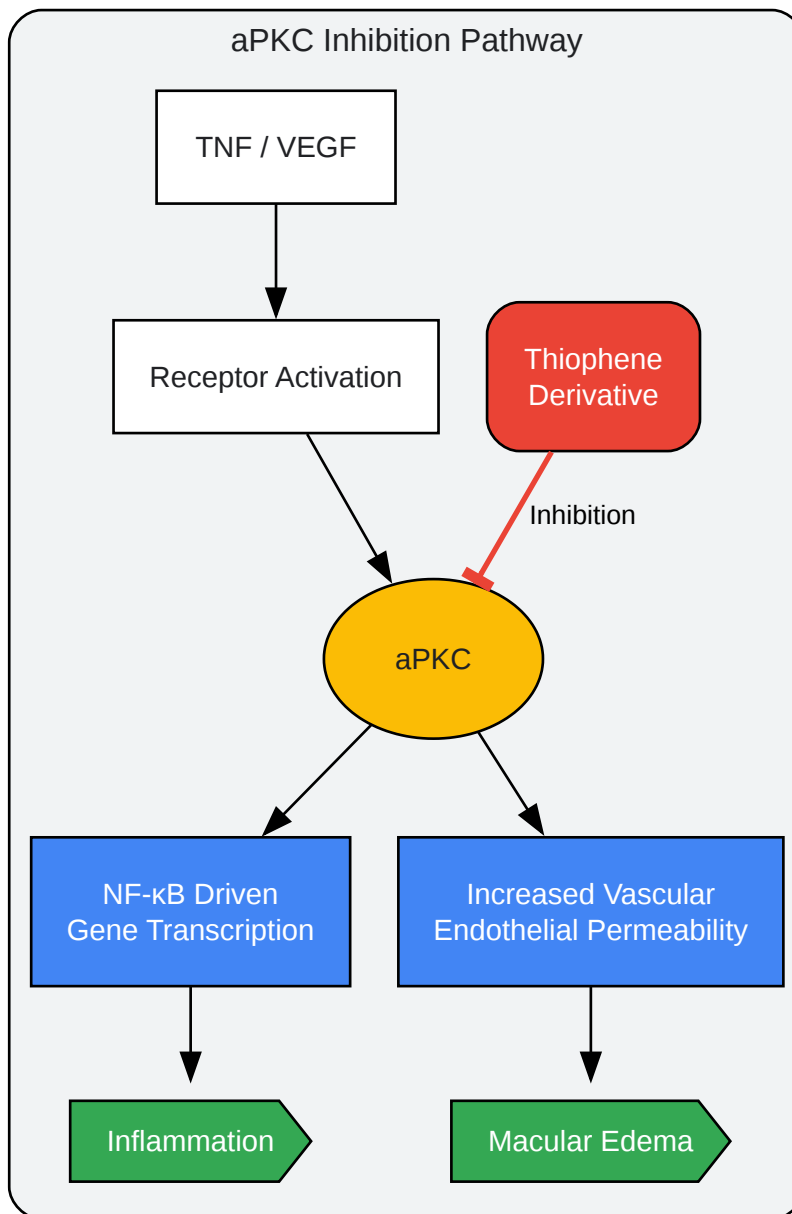 aPKC Inhibition Pathway
TNF / VEGF
Receptor Activation
Thiophene
Derivative
Inhibition
aPKC
NF-κB Driven
Gene Transcription
Increased Vascular
Endothelial Permeability
Inflammation
Macular Edema